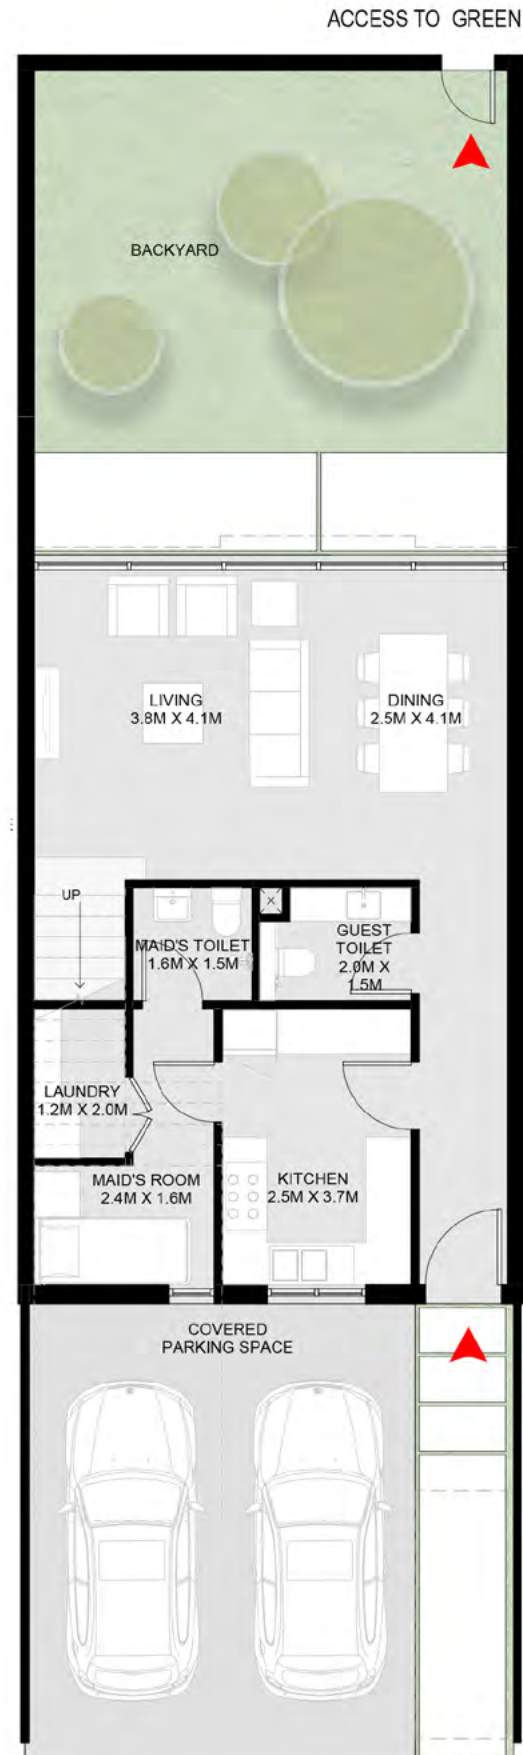 ACCESS TO GREEN
BACKYARD
LIVING
3.8M X 4.1M
DINING
2.5M X 4.1M
UP
MAID'S TOILET
1.6M X 1.5M
GUEST
TOILET
2.0M X
1.5M
LAUNDRY
1.2M X 2.0M
MAID'S ROOM
2.4M X 1.6M
KITCHEN
2.5M X 3.7M
COVERED
PARKING SPACE